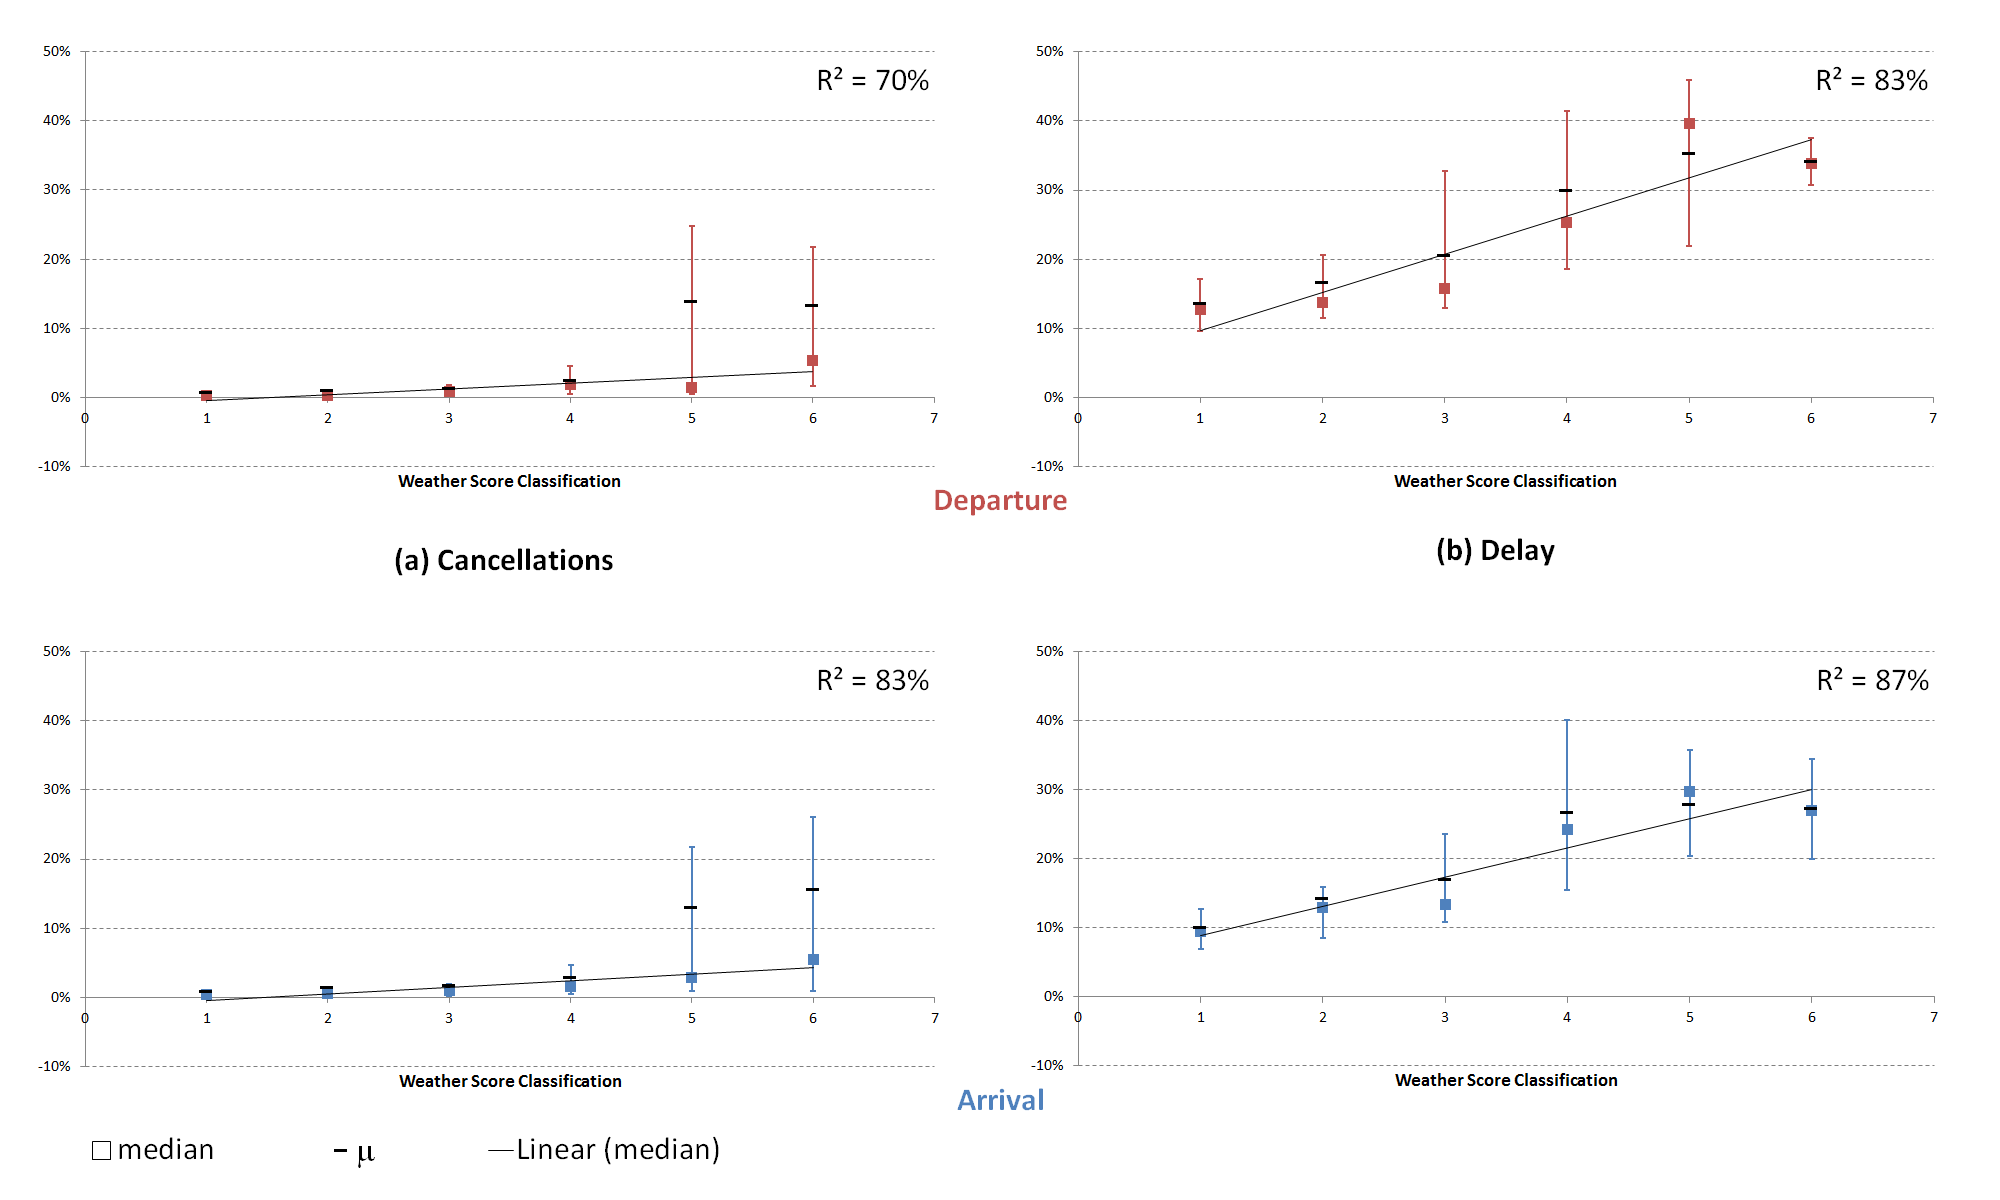 50%
R² = 70%
40%
30%
20%
10%
0%
0 1 2 3 4 5 6 7
-10%
Weather Score Classification
50%
R² = 83%
40%
30%
20%
10%
0%
0 1 2 3 4 5 6 7
-10%
Weather Score Classification
Departure
(a) Cancellations
(b) Delay
50%
R² = 83%
40%
30%
20%
10%
0%
0 1 2 3 4 5 6 7
-10%
Weather Score Classification
50%
R² = 87%
40%
30%
20%
10%
0%
0 1 2 3 4 5 6 7
-10%
Weather Score Classification
Arrival
median μ Linear (median)